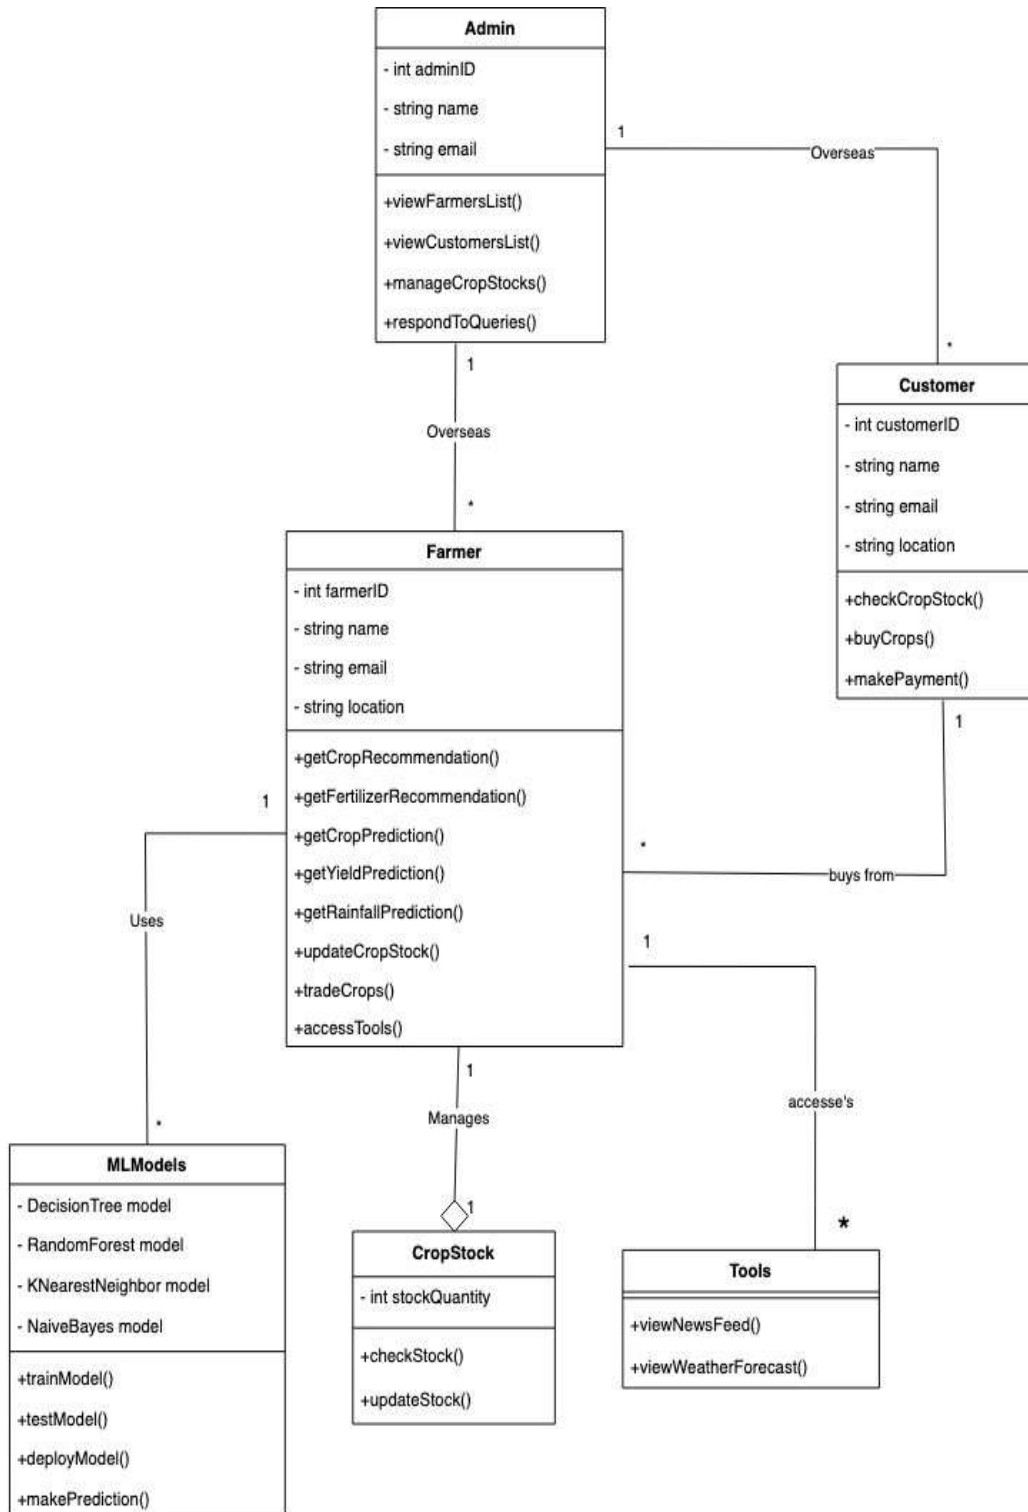 Admin
- int adminID
- string name
- string email
+viewFarmersList()
+viewCustomersList()
+manageCropStocks()
+respondToQueries()
1
Overseas
*
1
Overseas
*
Customer
- int customerID
- string name
- string email
- string location
+checkCropStock()
+buyCrops()
+makePayment()
1
buys from
*
Farmer
- int farmerID
- string name
- string email
- string location
+getCropRecommendation()
+getFertilizerRecommendation()
+getCropPrediction()
+getYieldPrediction()
+getRainfallPrediction()
+updateCropStock()
+tradeCrops()
+accessTools()
1
Uses
*
1
Manages
1
1
accesse's
*
MLModels
- DecisionTree model
- RandomForest model
- KNearestNeighbor model
- NaiveBayes model
+trainModel()
+testModel()
+deployModel()
+makePrediction()
CropStock
- int stockQuantity
+checkStock()
+updateStock()
Tools
+viewNewsFeed()
+viewWeatherForecast()